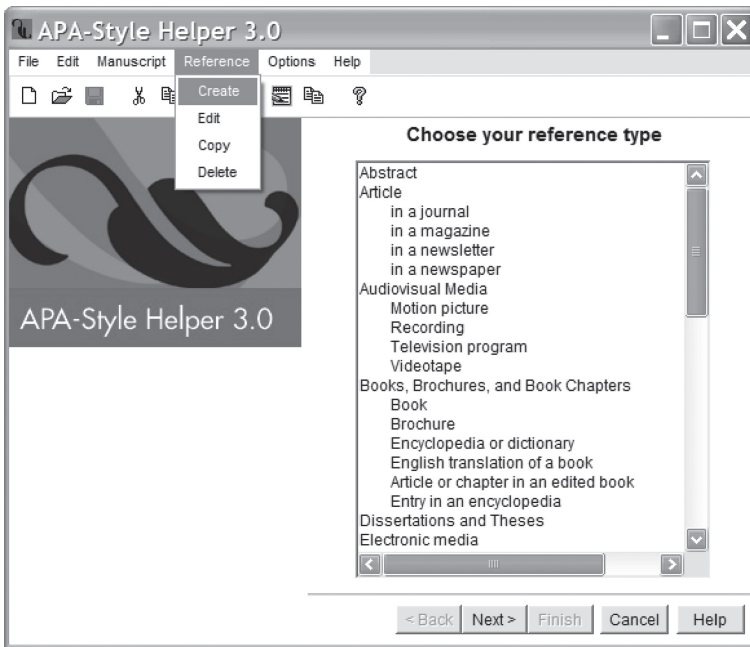 APA-Style Helper 3.0
File Edit Manuscript Reference Options Help
Create
Edit
Copy
Delete
APA-Style Helper 3.0
Choose your reference type
Abstract
Article
in a journal
in a magazine
in a newsletter
in a newspaper
Audiovisual Media
Motion picture
Recording
Television program
Videotape
Books, Brochures, and Book Chapters
Book
Brochure
Encyclopedia or dictionary
English translation of a book
Article or chapter in an edited book
Entry in an encyclopedia
Dissertations and Theses
Electronic media
< Back Next > Finish Cancel Help